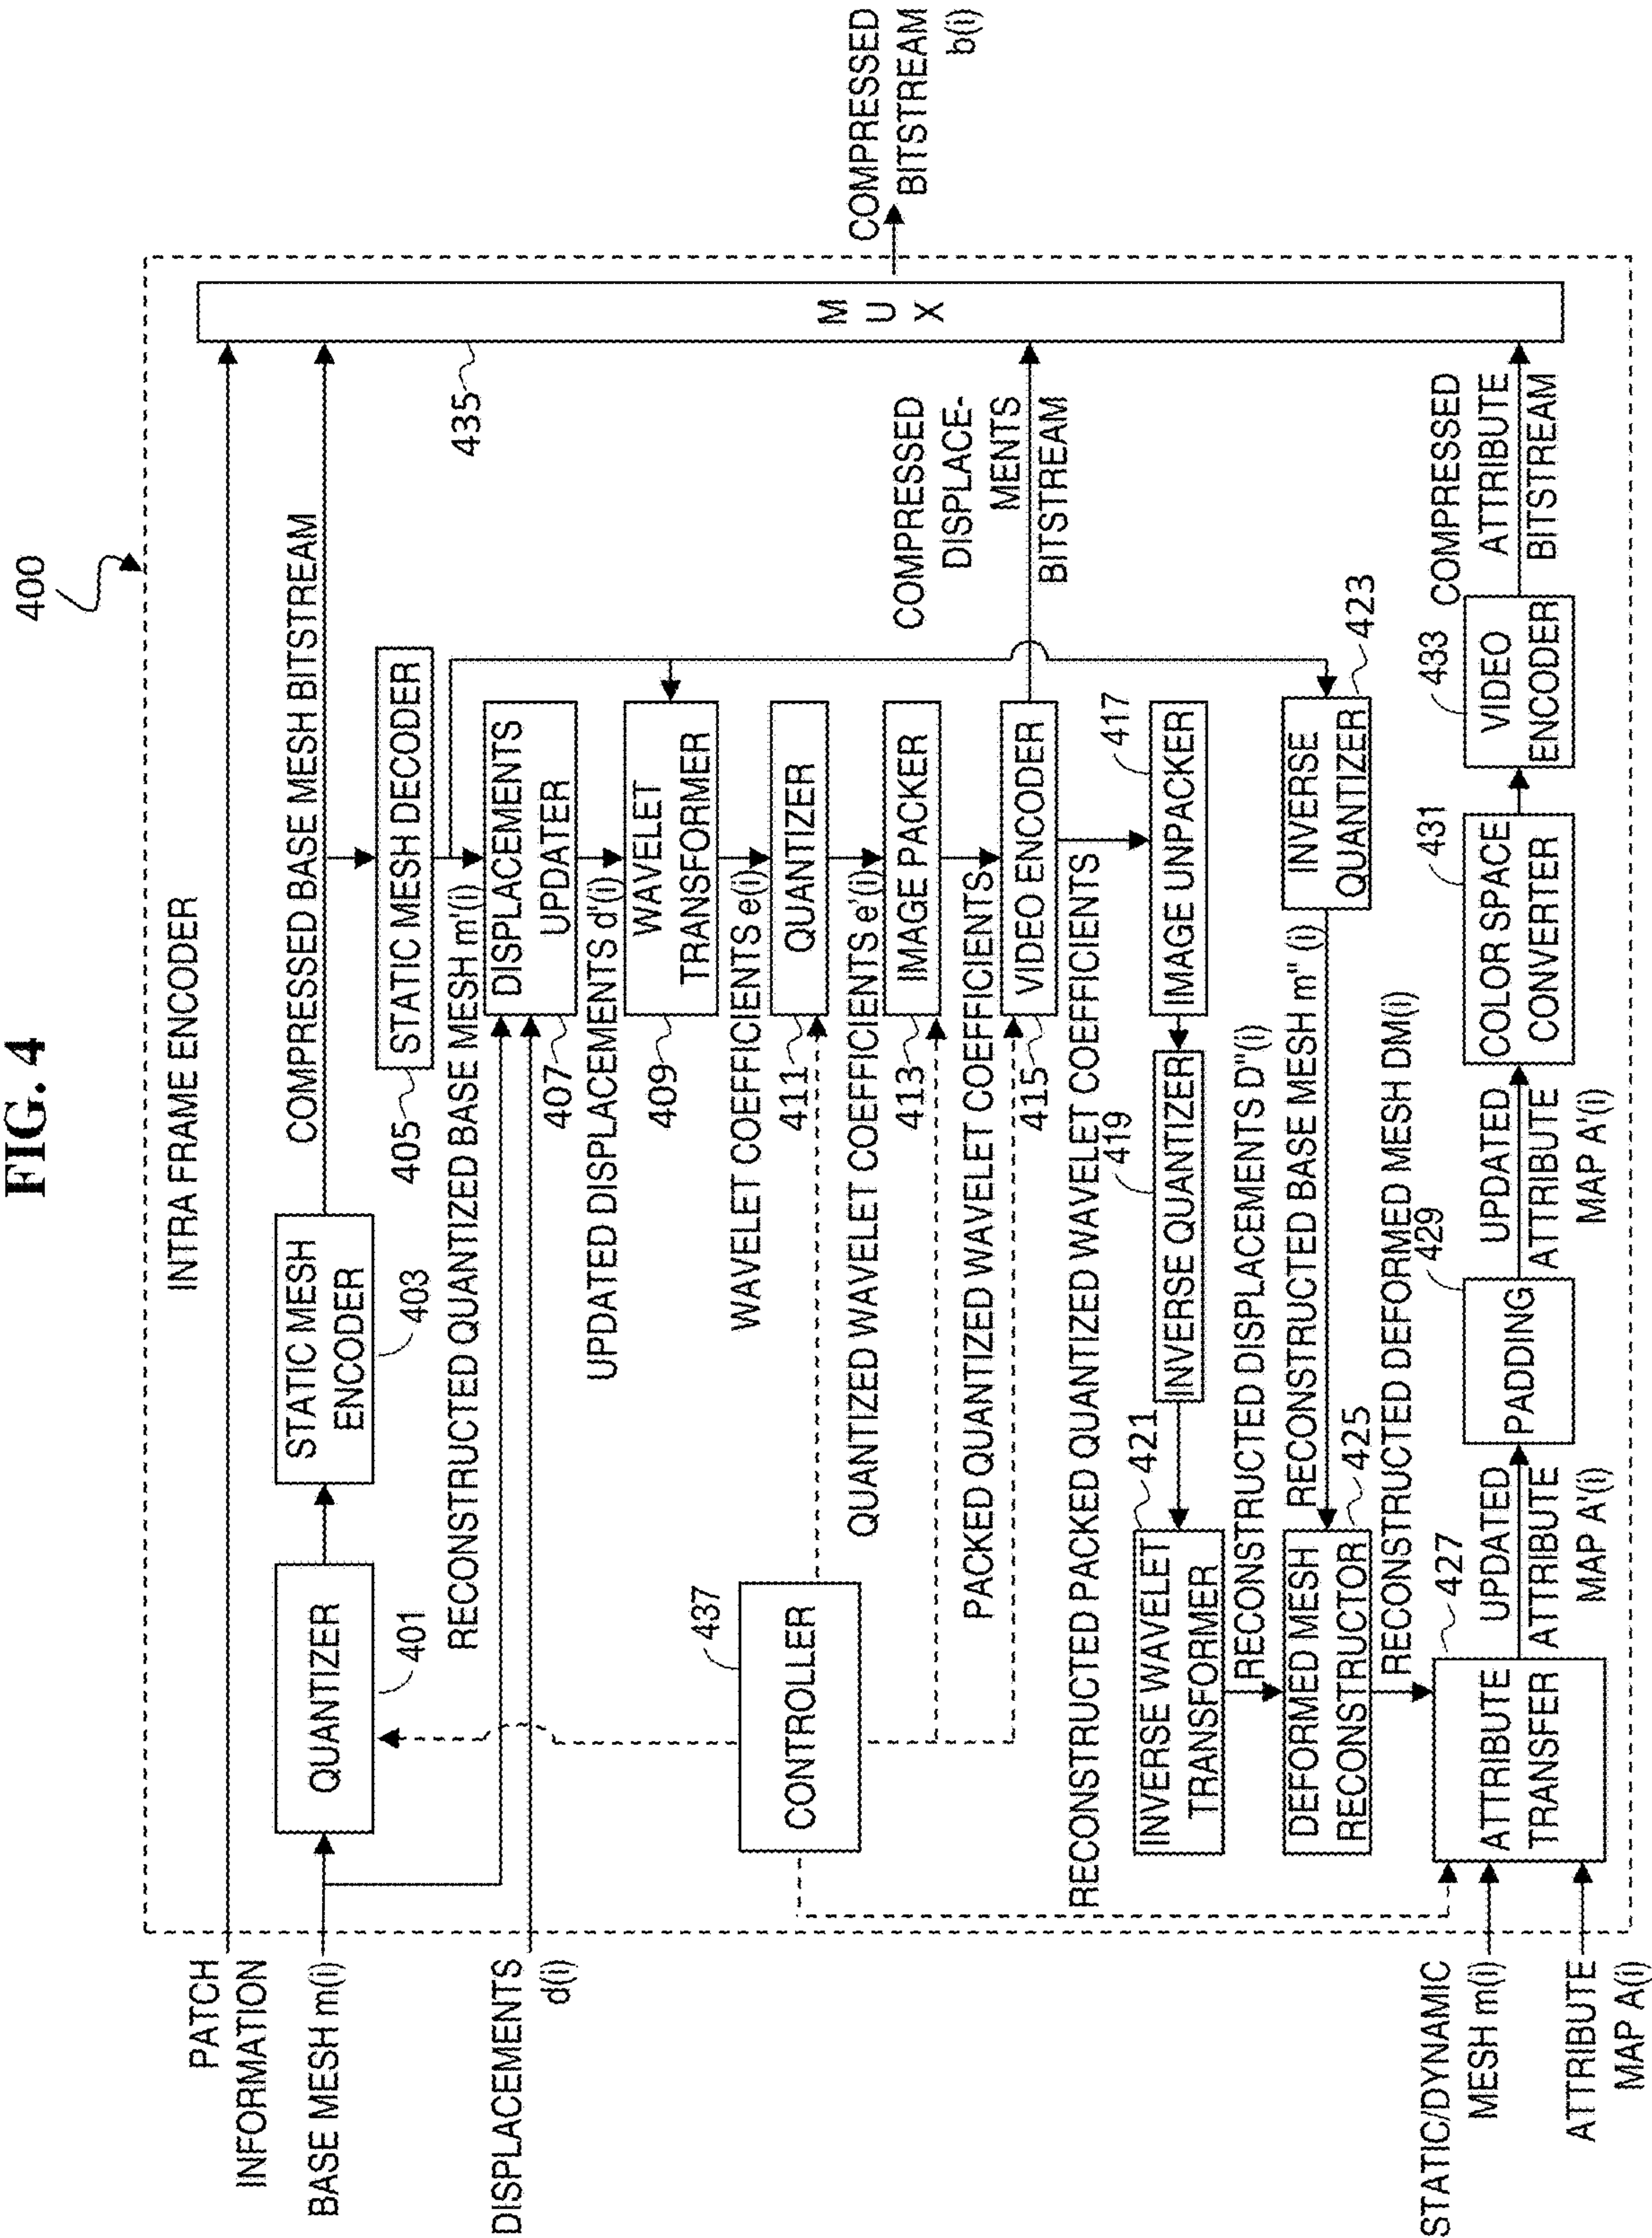 FIG. 4
400
INTRA FRAME ENCODER
PATCH
INFORMATION
BASE MESH m(i)
DISPLACEMENTS
d(i)
STATIC/DYNAMIC
MESH m(i)
ATTRIBUTE
MAP A(i)
QUANTIZER
401
STATIC MESH
ENCODER
403
COMPRESSED BASE MESH BITSTREAM
STATIC MESH DECODER
405
RECONSTRUCTED QUANTIZED BASE MESH m'(i)
DISPLACEMENTS
UPDATER
407
UPDATED DISPLACEMENTS d'(i)
WAVELET
TRANSFORMER
409
WAVELET COEFFICIENTS e(i)
QUANTIZER
411
QUANTIZED WAVELET COEFFICIENTS e'(i)
IMAGE PACKER
413
PACKED QUANTIZED WAVELET COEFFICIENTS
VIDEO ENCODER
415
COMPRESSED
DISPLACE-
MENTS
BITSTREAM
RECONSTRUCTED PACKED QUANTIZED WAVELET COEFFICIENTS
IMAGE UNPACKER
417
INVERSE QUANTIZER
419
INVERSE WAVELET
TRANSFORMER
421
RECONSTRUCTED DISPLACEMENTS D"(i)
INVERSE
QUANTIZER
423
RECONSTRUCTED BASE MESH m" (i)
DEFORMED MESH
RECONSTRUCTOR
425
RECONSTRUCTED DEFORMED MESH DM(i)
ATTRIBUTE
TRANSFER
427
UPDATED
ATTRIBUTE
MAP A'(i)
PADDING
429
UPDATED
ATTRIBUTE
MAP A'(i)
COLOR SPACE
CONVERTER
431
VIDEO
ENCODER
433
COMPRESSED
ATTRIBUTE
BITSTREAM
CONTROLLER
437
M
U
X
435
COMPRESSED
BITSTREAM
b(i)